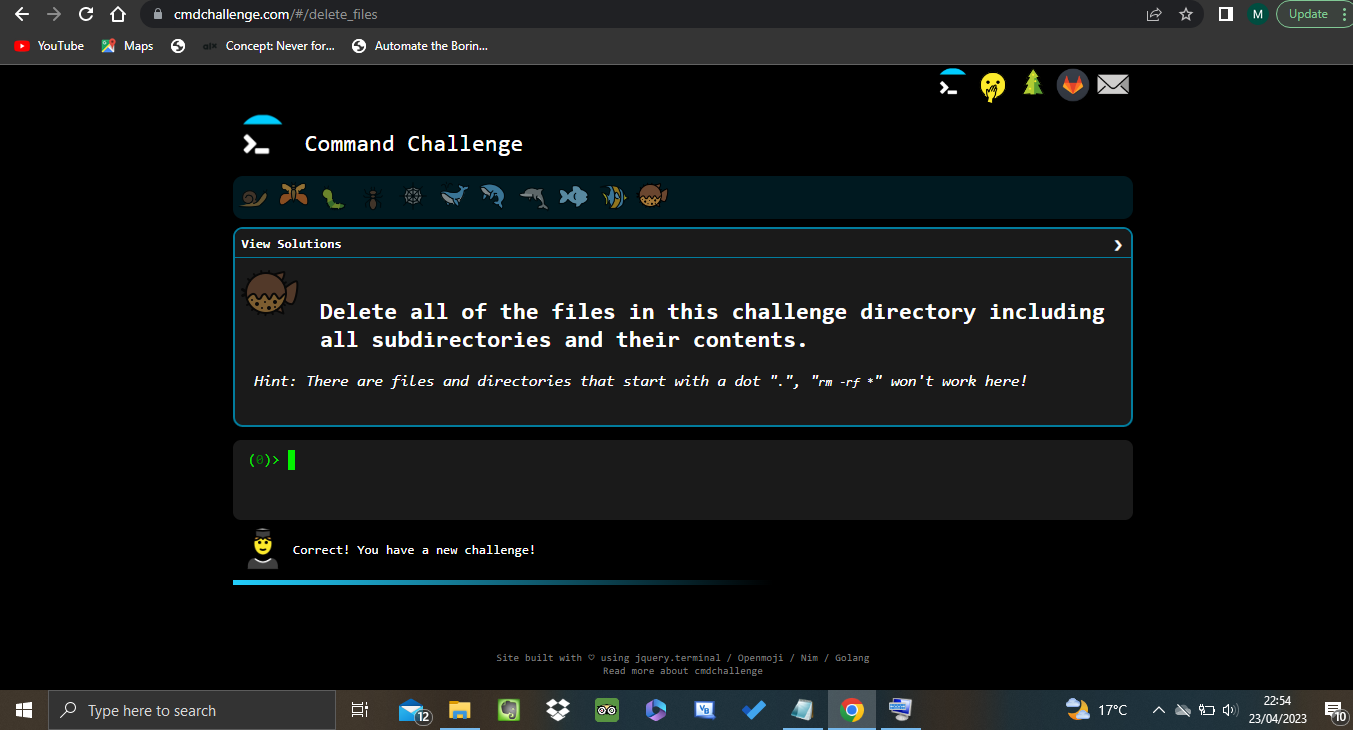 cmdchallenge.com/#/delete_files
M
Update
YouTube
Maps
Concept: Never for...
Automate the Borin...
Command Challenge
View Solutions
Delete all of the files in this challenge directory including
all subdirectories and their contents.
Hint: There are files and directories that start with a dot ".", "rm -rf *" won't work here!
(0)>
Correct! You have a new challenge!
Site built with ♡ using jquery.terminal / Openmoji / Nim / Golang
Read more about cmdchallenge
Type here to search
12
17°C
22:54
23/04/2023
10